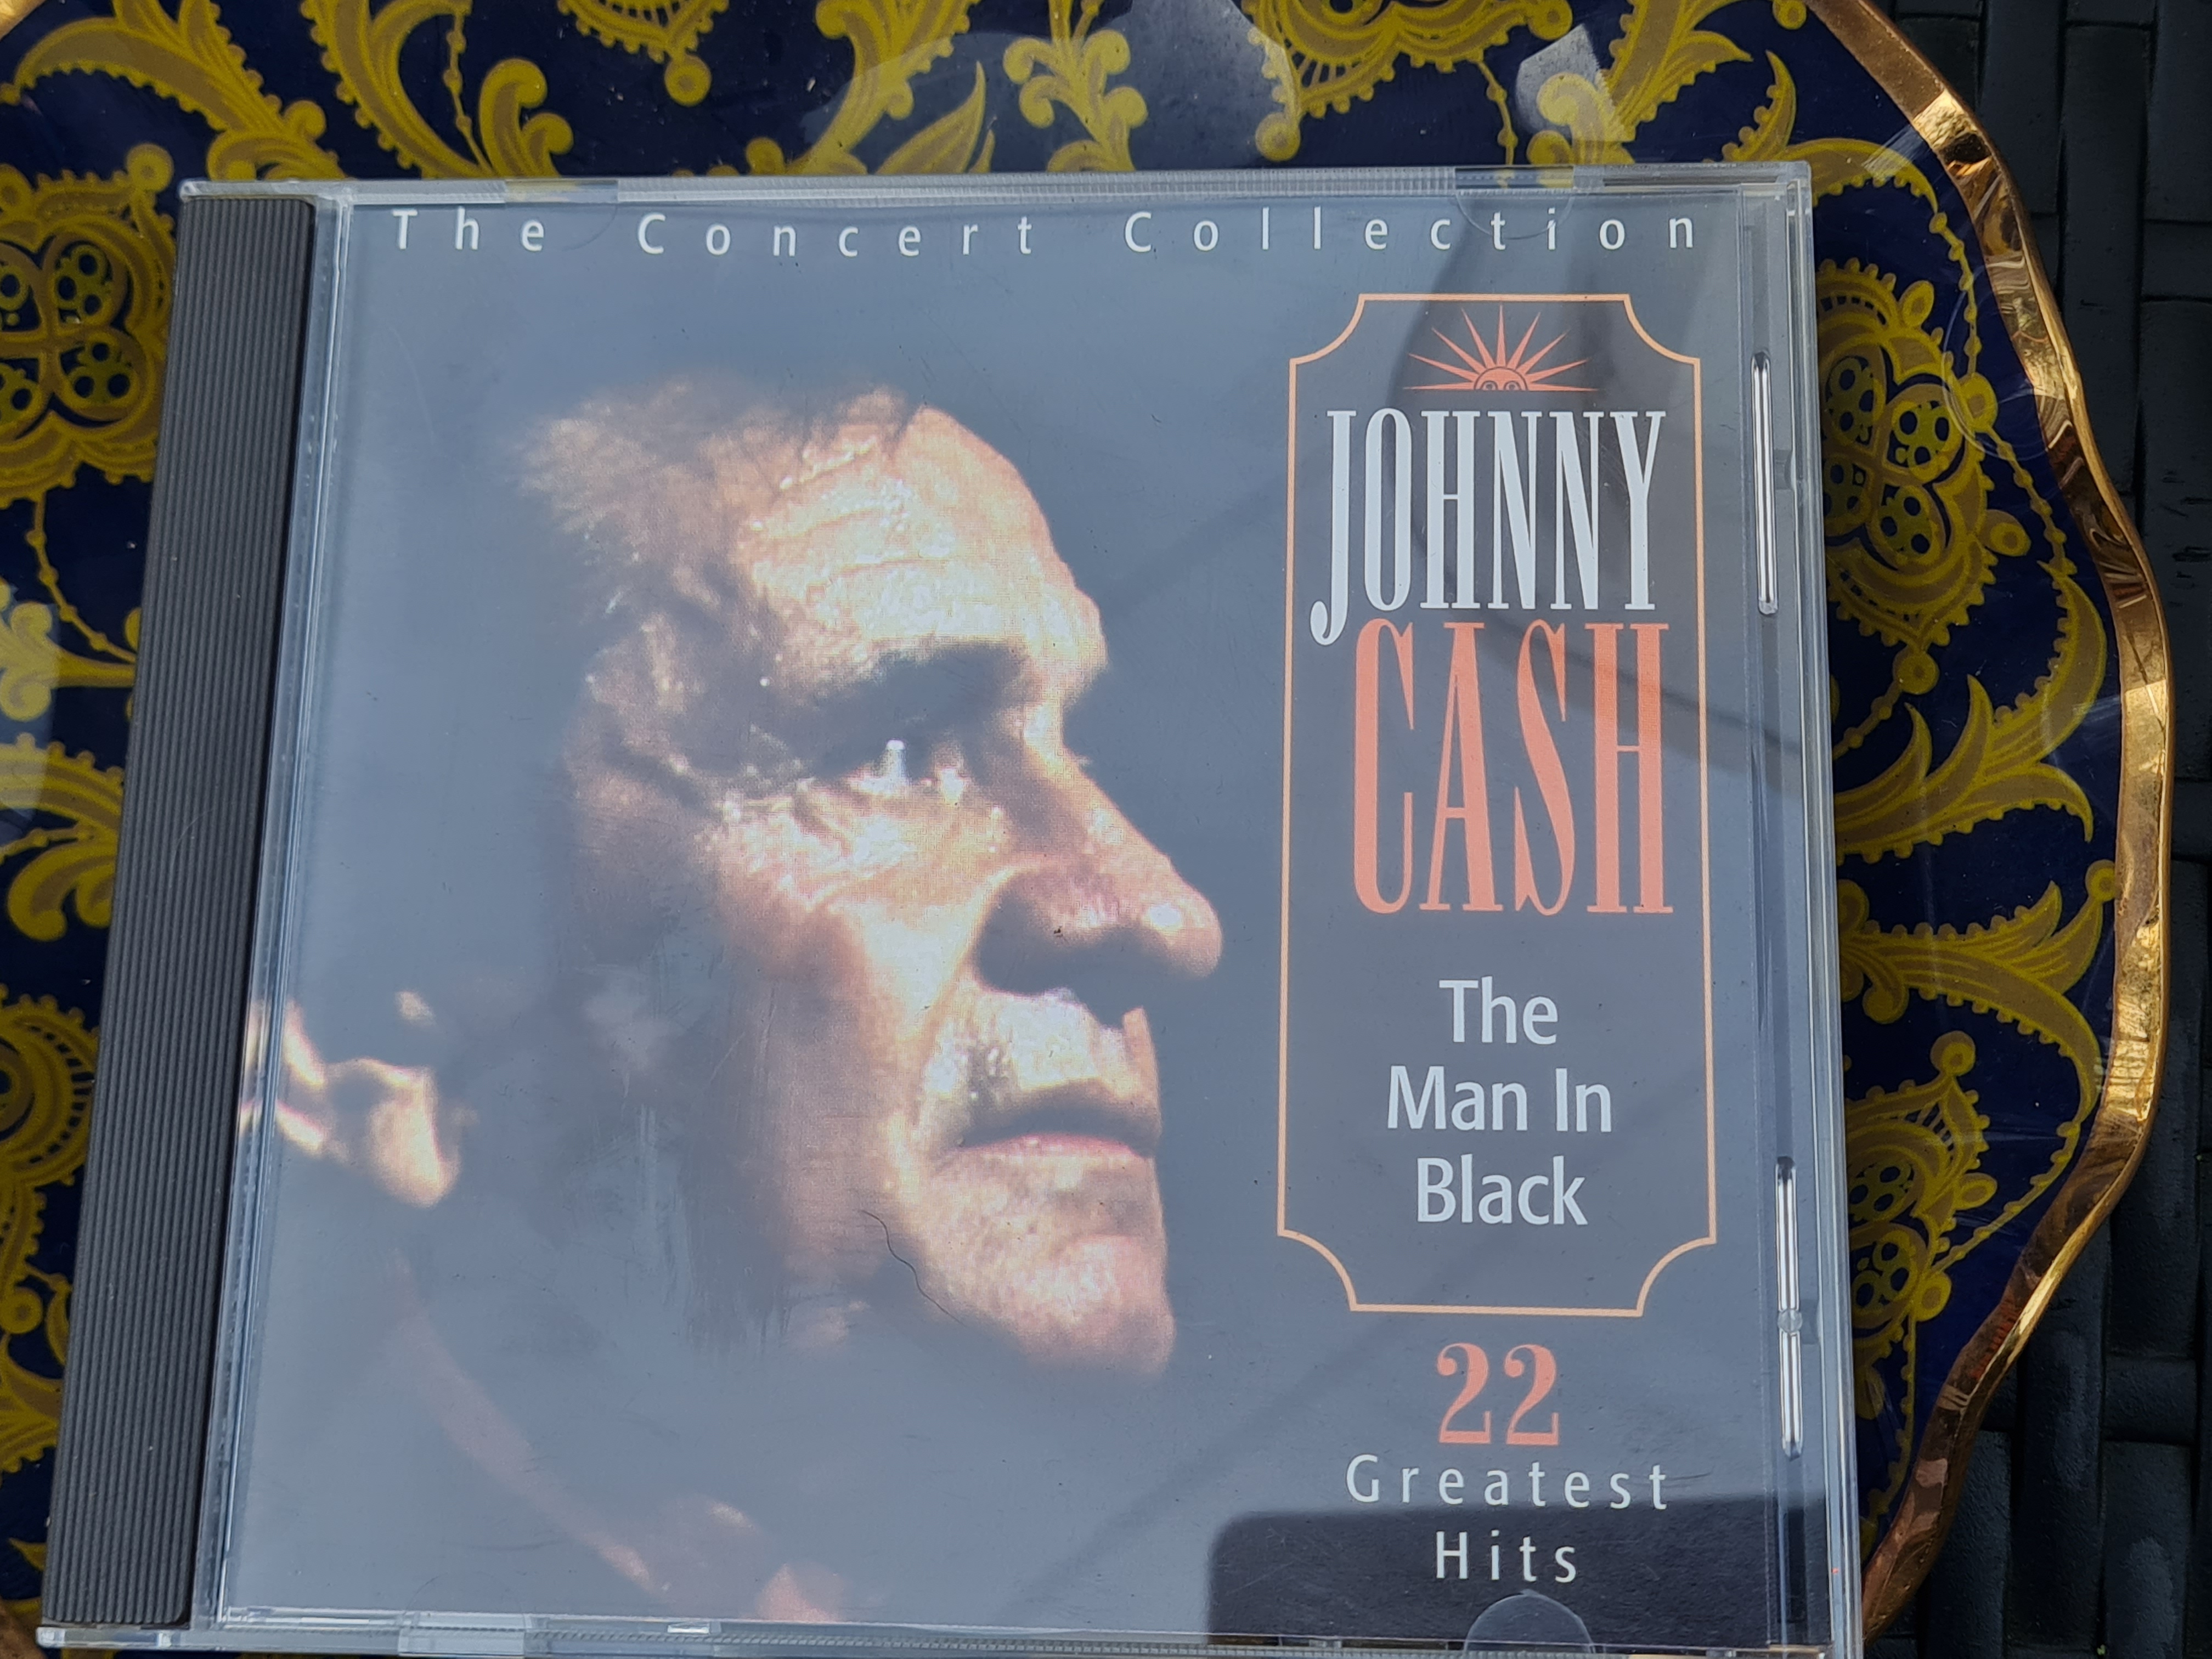 The Concert Collection
JOHNNY
CASH
The
Man In
Black
22
Greatest
Hits